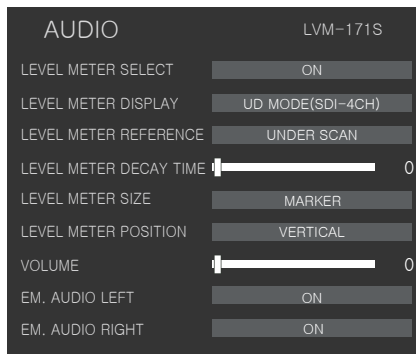 AUDIO LVM-171S
LEVEL METER SELECT ON
LEVEL METER DISPLAY UD MODE(SDI-4CH)
LEVEL METER REFERENCE UNDER SCAN
LEVEL METER DECAY TIME 0
LEVEL METER SIZE MARKER
LEVEL METER POSITION VERTICAL
VOLUME 0
EM. AUDIO LEFT ON
EM. AUDIO RIGHT ON